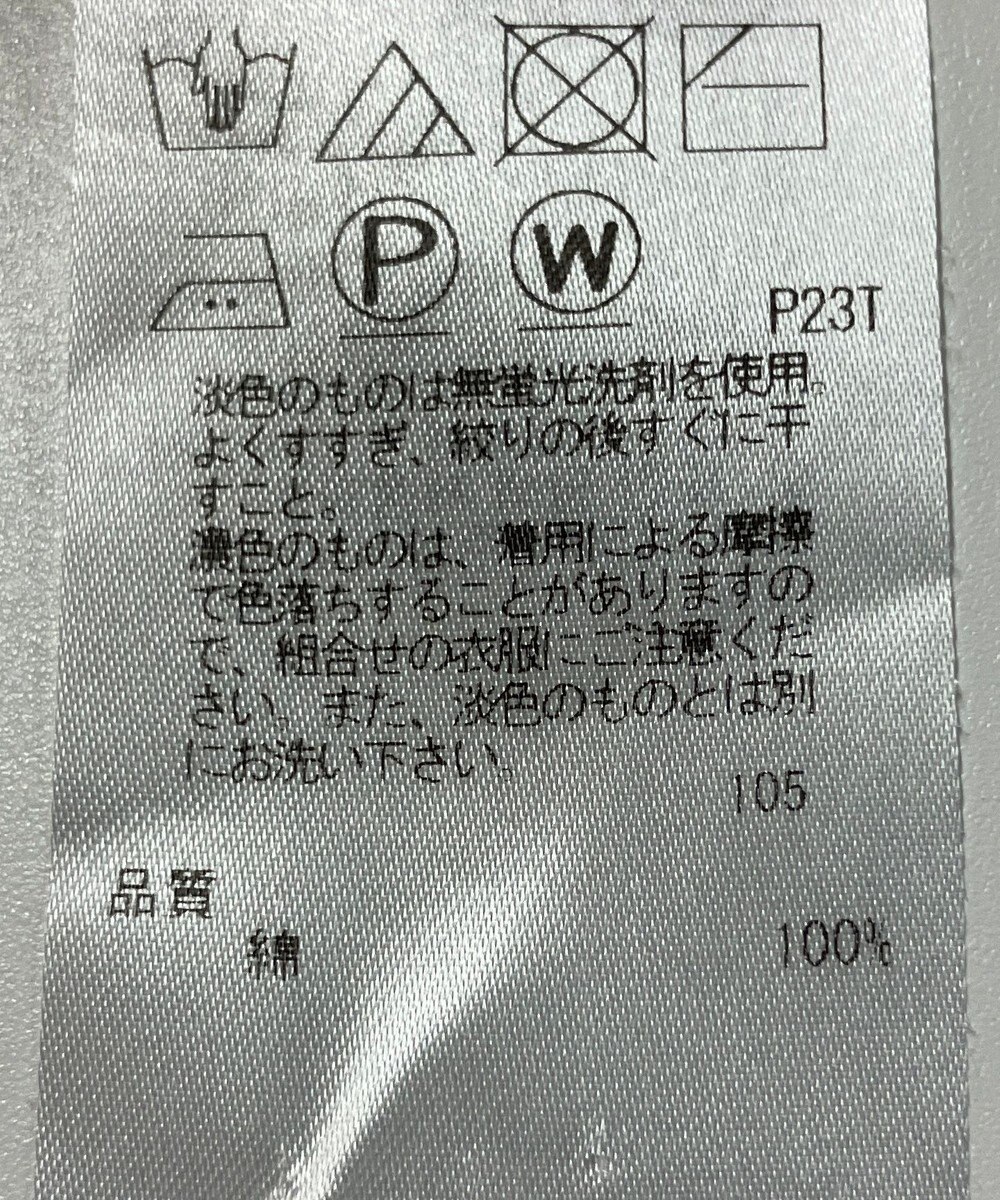 P W
P23T
淡色のものは無蛍光洗剤を使用。
よくすすぎ、絞りの後すぐに干
すこと。
濃色のものは、着用による摩擦
で色落ちすることがありますの
で、組合せの衣服にご注意くだ
さい。また、淡色のものとは別
にお洗い下さい。
105
品質
綿 100%